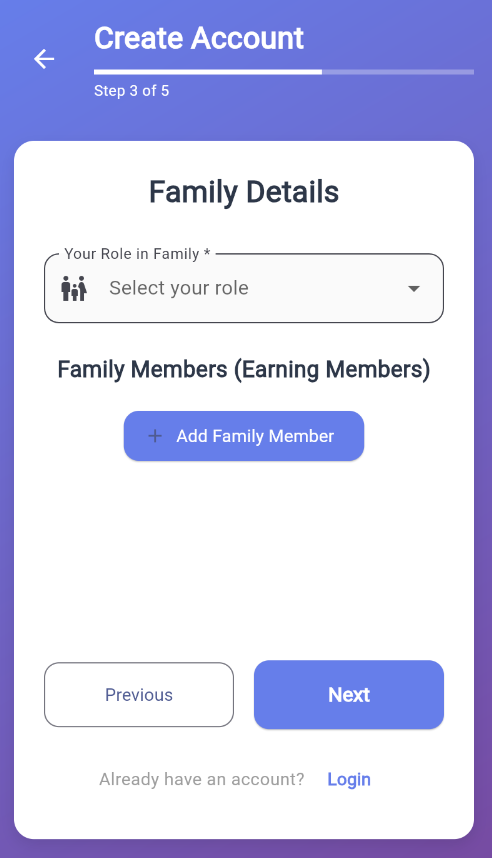 Create Account
Step 3 of 5
Family Details
Your Role in Family *
Select your role
Family Members (Earning Members)
+ Add Family Member
Previous
Next
Already have an account? Login